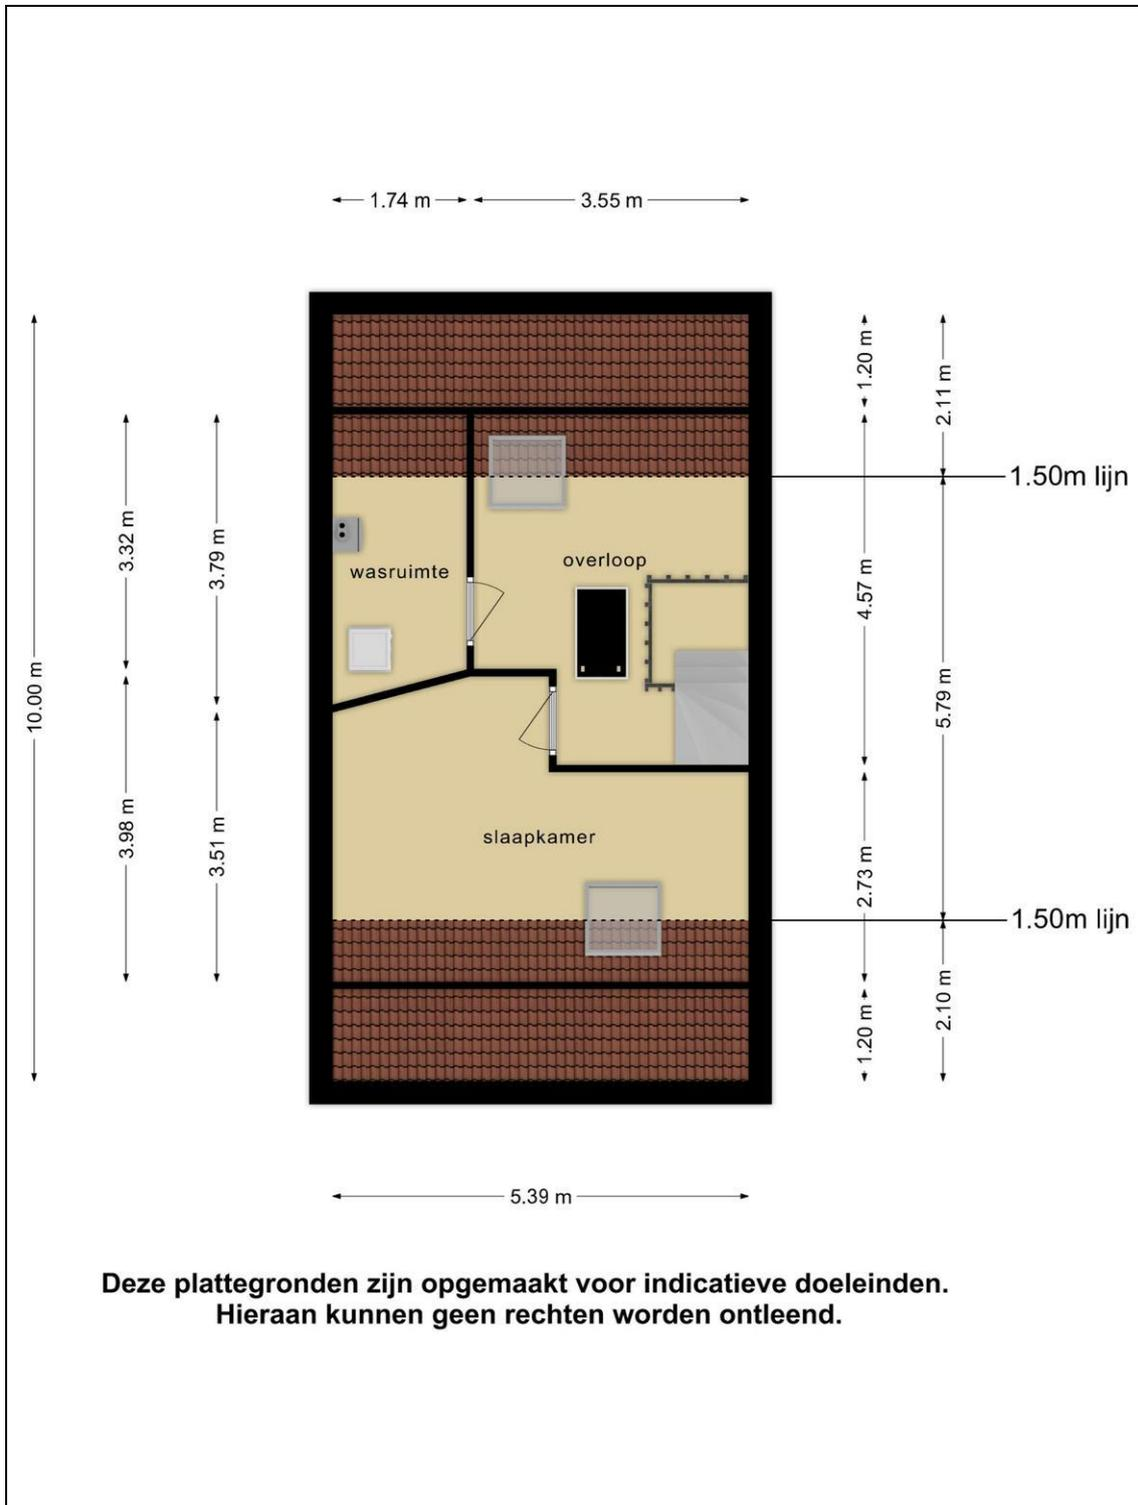 1.74 m
3.55 m
1.20 m
2.11 m
1.50m lijn
3.32 m
3.79 m
wasruimte
overloop
4.57 m
10.00 m
5.79 m
3.98 m
3.51 m
slaapkamer
2.73 m
1.50m lijn
1.20 m
2.10 m
5.39 m
Deze plattegronden zijn opgemaakt voor indicatieve doeleinden.
Hieraan kunnen geen rechten worden ontleend.